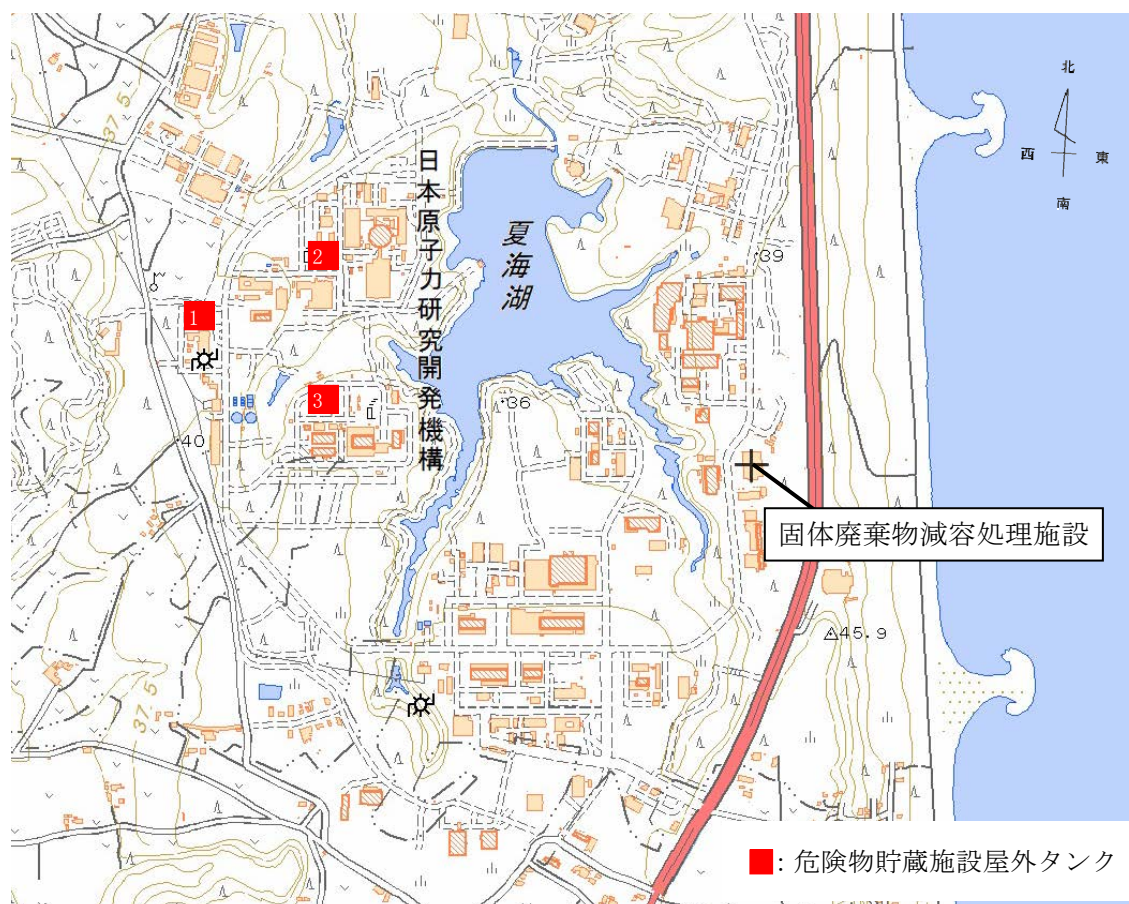 北
西 東
南
日本原子力研究開発機構
夏海湖
37.5
39
2
1
3
36
40
固体廃棄物減容処理施設
45.9
37.5
■: 危険物貯蔵施設屋外タンク